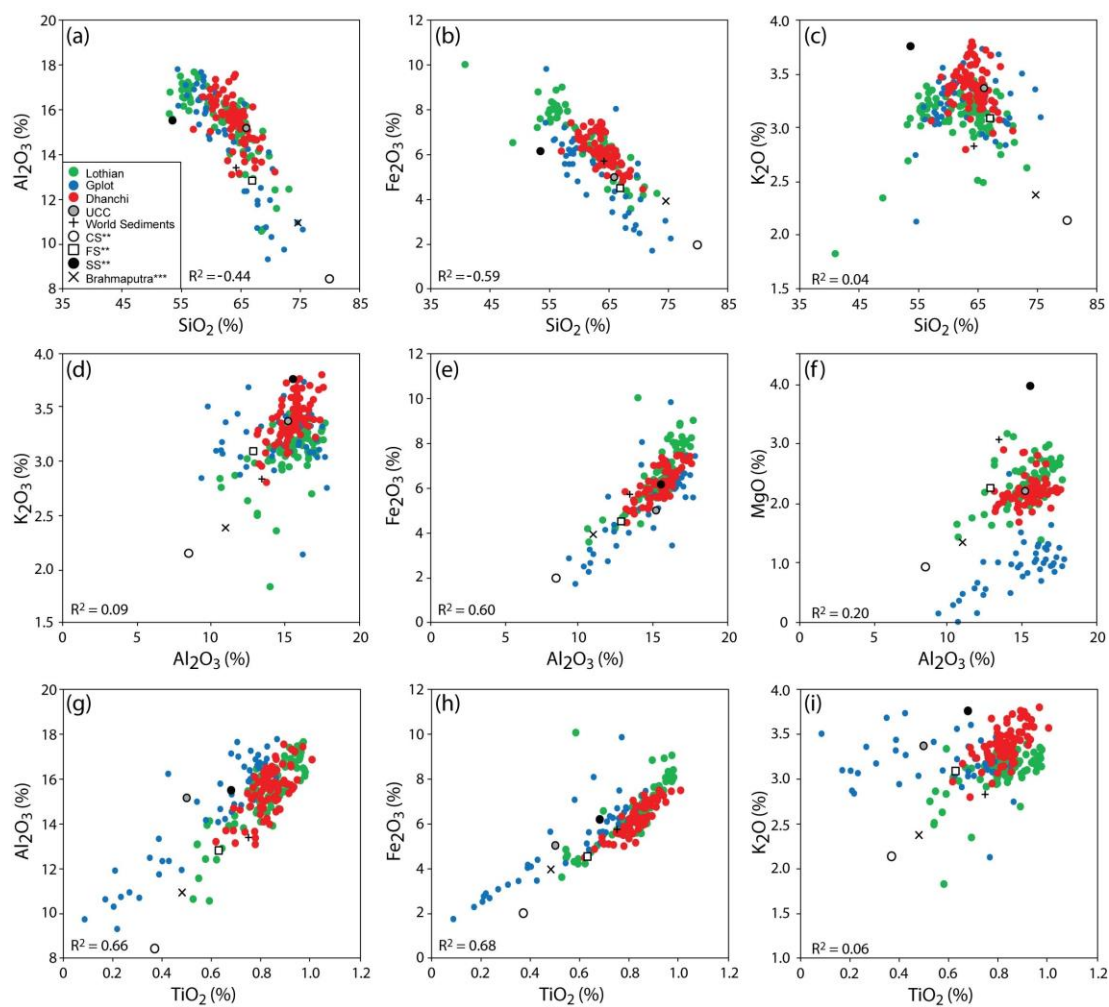 (a)
Al2O3 (%)
20
18
16
14
12
10
8
Lothian
Gplot
Dhanchi
UCC
World Sediments
CS**
FS**
SS**
Brahmaputra***
R2 = -0.44
35 45 55 65 75 85
SiO2 (%)
(b)
Fe2O3 (%)
12
10
8
6
4
2
0
R2 = -0.59
35 45 55 65 75 85
SiO2 (%)
(c)
K2O (%)
4.0
3.5
3.0
2.5
2.0
1.5
R2 = 0.04
35 45 55 65 75 85
SiO2 (%)
(d)
K2O3 (%)
4.0
3.5
3.0
2.5
2.0
1.5
R2 = 0.09
0 5 10 15 20
Al2O3 (%)
(e)
Fe2O3 (%)
12
10
8
6
4
2
0
R2 = 0.60
0 5 10 15 20
Al2O3 (%)
(f)
MgO (%)
5.0
4.0
3.0
2.0
1.0
0
R2 = 0.20
0 5 10 15 20
Al2O3 (%)
(g)
Al2O3 (%)
20
18
16
14
12
10
8
R2 = 0.66
0 0.2 0.4 0.6 0.8 1.0 1.2
TiO2 (%)
(h)
Fe2O3 (%)
12
10
8
6
4
2
0
R2 = 0.68
0 0.2 0.4 0.6 0.8 1.0 1.2
TiO2 (%)
(i)
K2O (%)
4.0
3.5
3.0
2.5
2.0
1.5
1.0
R2 = 0.06
0 0.2 0.4 0.6 0.8 1.0 1.2
TiO2 (%)